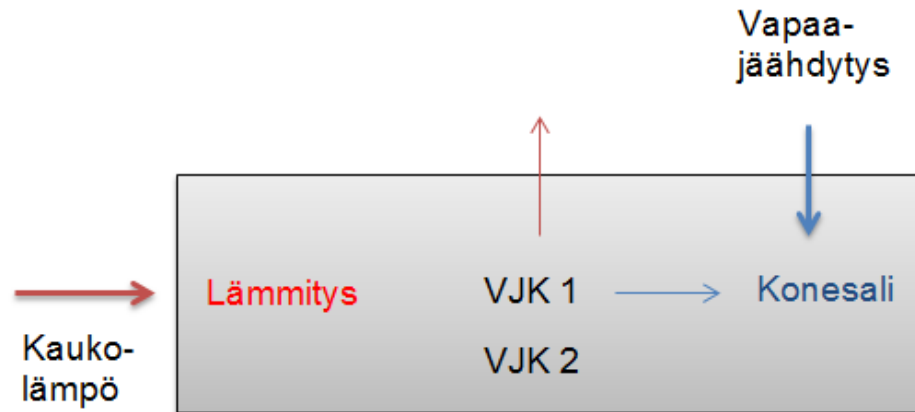 Vapaa-
jäähdytys
Lämmitys
VJK 1
Konesali
VJK 2
Kauko-
lämpö